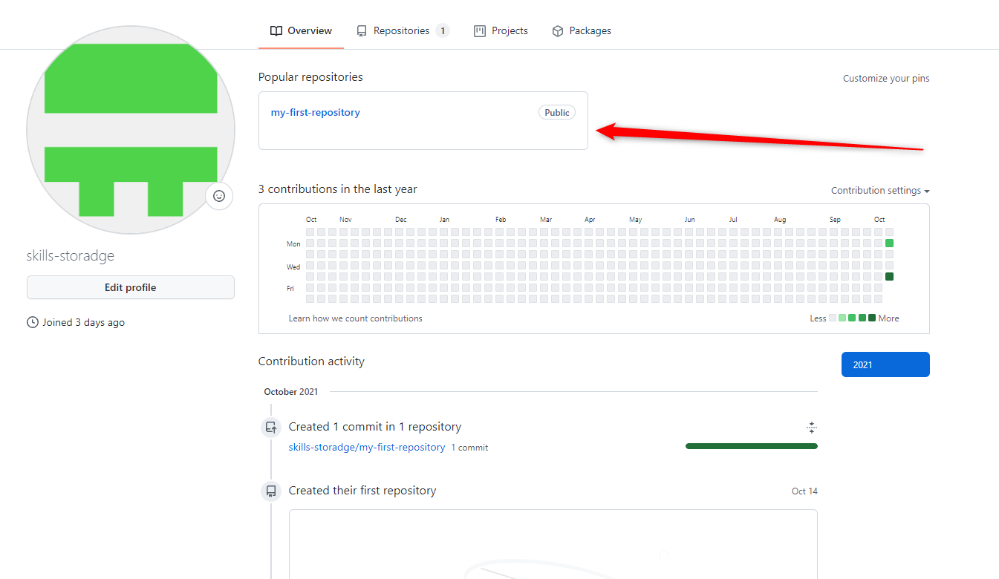 Overview Repositories 1 Projects Packages
Popular repositories Customize your pins
my-first-repository Public
3 contributions in the last year Contribution settings
Oct Nov Dec Jan Feb Mar Apr May Jun Jul Aug Sep Oct
Mon
Wed
Fri
Learn how we count contributions Less More
skills-storadge
Edit profile
Joined 3 days ago
Contribution activity 2021
October 2021
Created 1 commit in 1 repository
skills-storadge/my-first-repository 1 commit
Created their first repository Oct 14